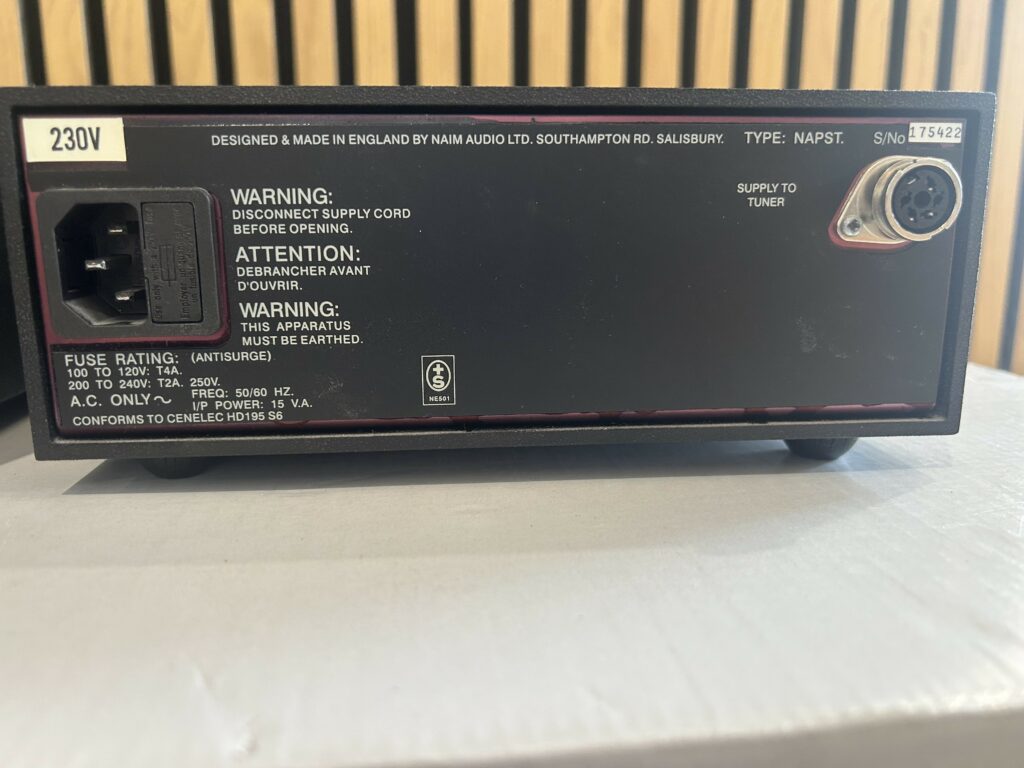 230V
DESIGNED & MADE IN ENGLAND BY NAIM AUDIO LTD. SOUTHAMPTON RD. SALISBURY. TYPE: NAPST. S/No 175422
SUPPLY TO
TUNER
WARNING:
DISCONNECT SUPPLY CORD
BEFORE OPENING.
ATTENTION:
DEBRANCHER AVANT
D'OUVRIR.
WARNING:
THIS APPARATUS
MUST BE EARTHED.
FUSE RATING: (ANTISURGE)
100 TO 120V: T4A.
200 TO 240V: T2A. 250V.
A.C. ONLY~ FREQ: 50/60 HZ.
I/P POWER: 15 V.A.
CONFORMS TO CENELEC HD195 S6
+S
NE501